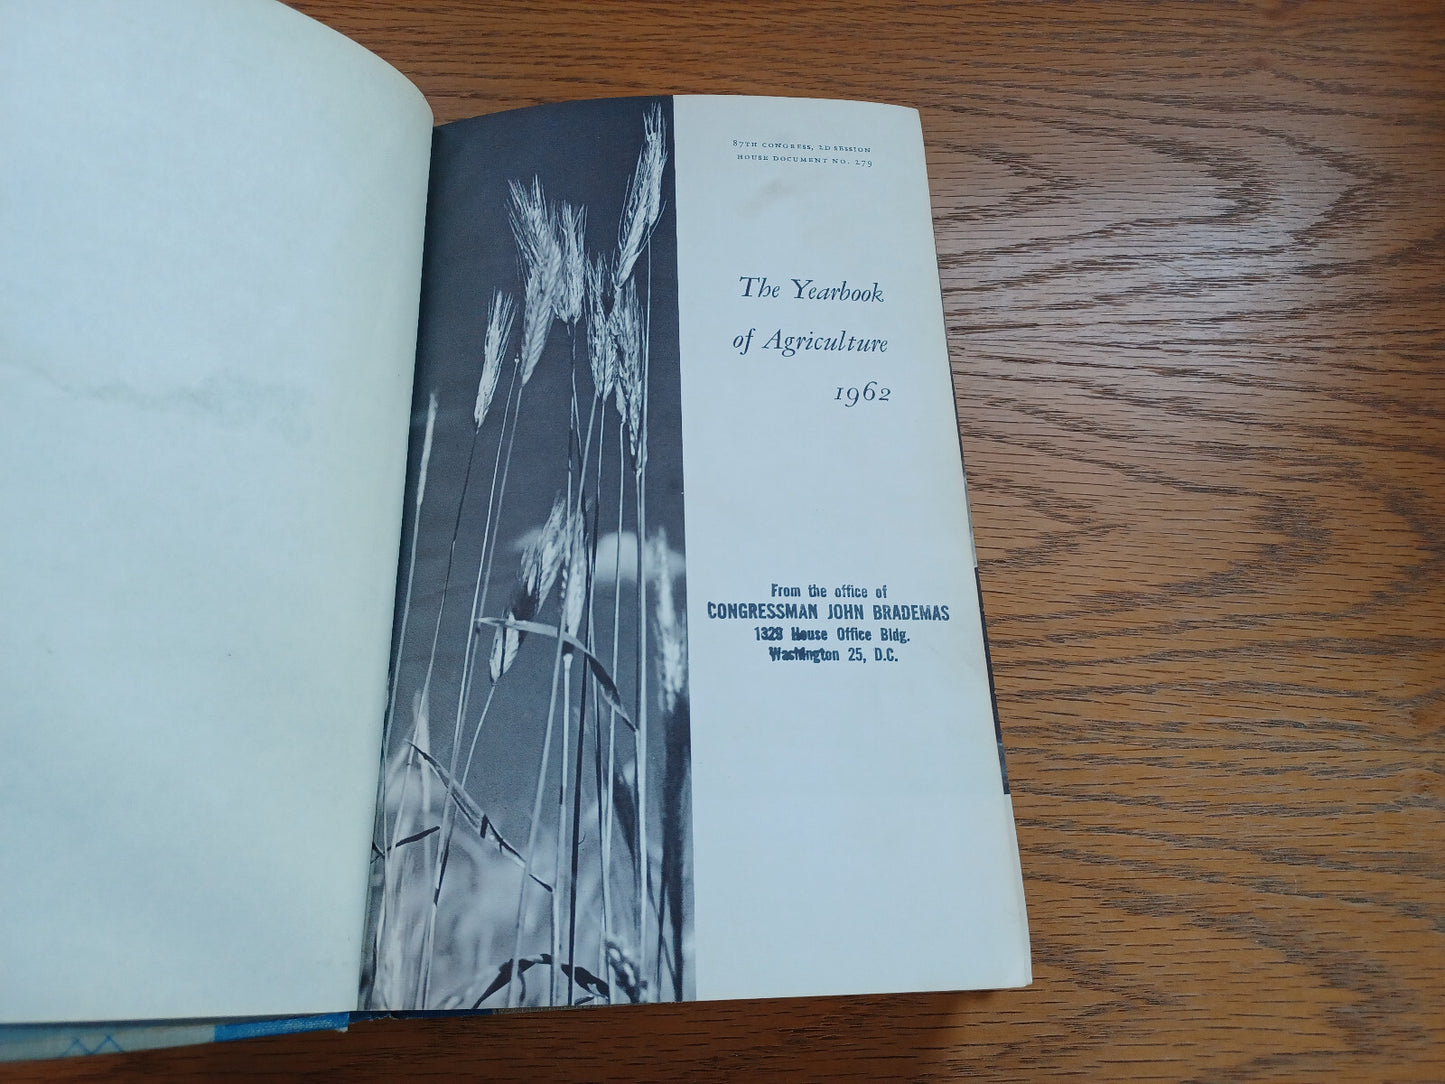 87TH CONGRESS, 2D SESSION
HOUSE DOCUMENT NO. 279
The Yearbook
of Agriculture
1962
From the office of
CONGRESSMAN JOHN BRADEMAS
1328 House Office Bldg.
Washington 25, D.C.